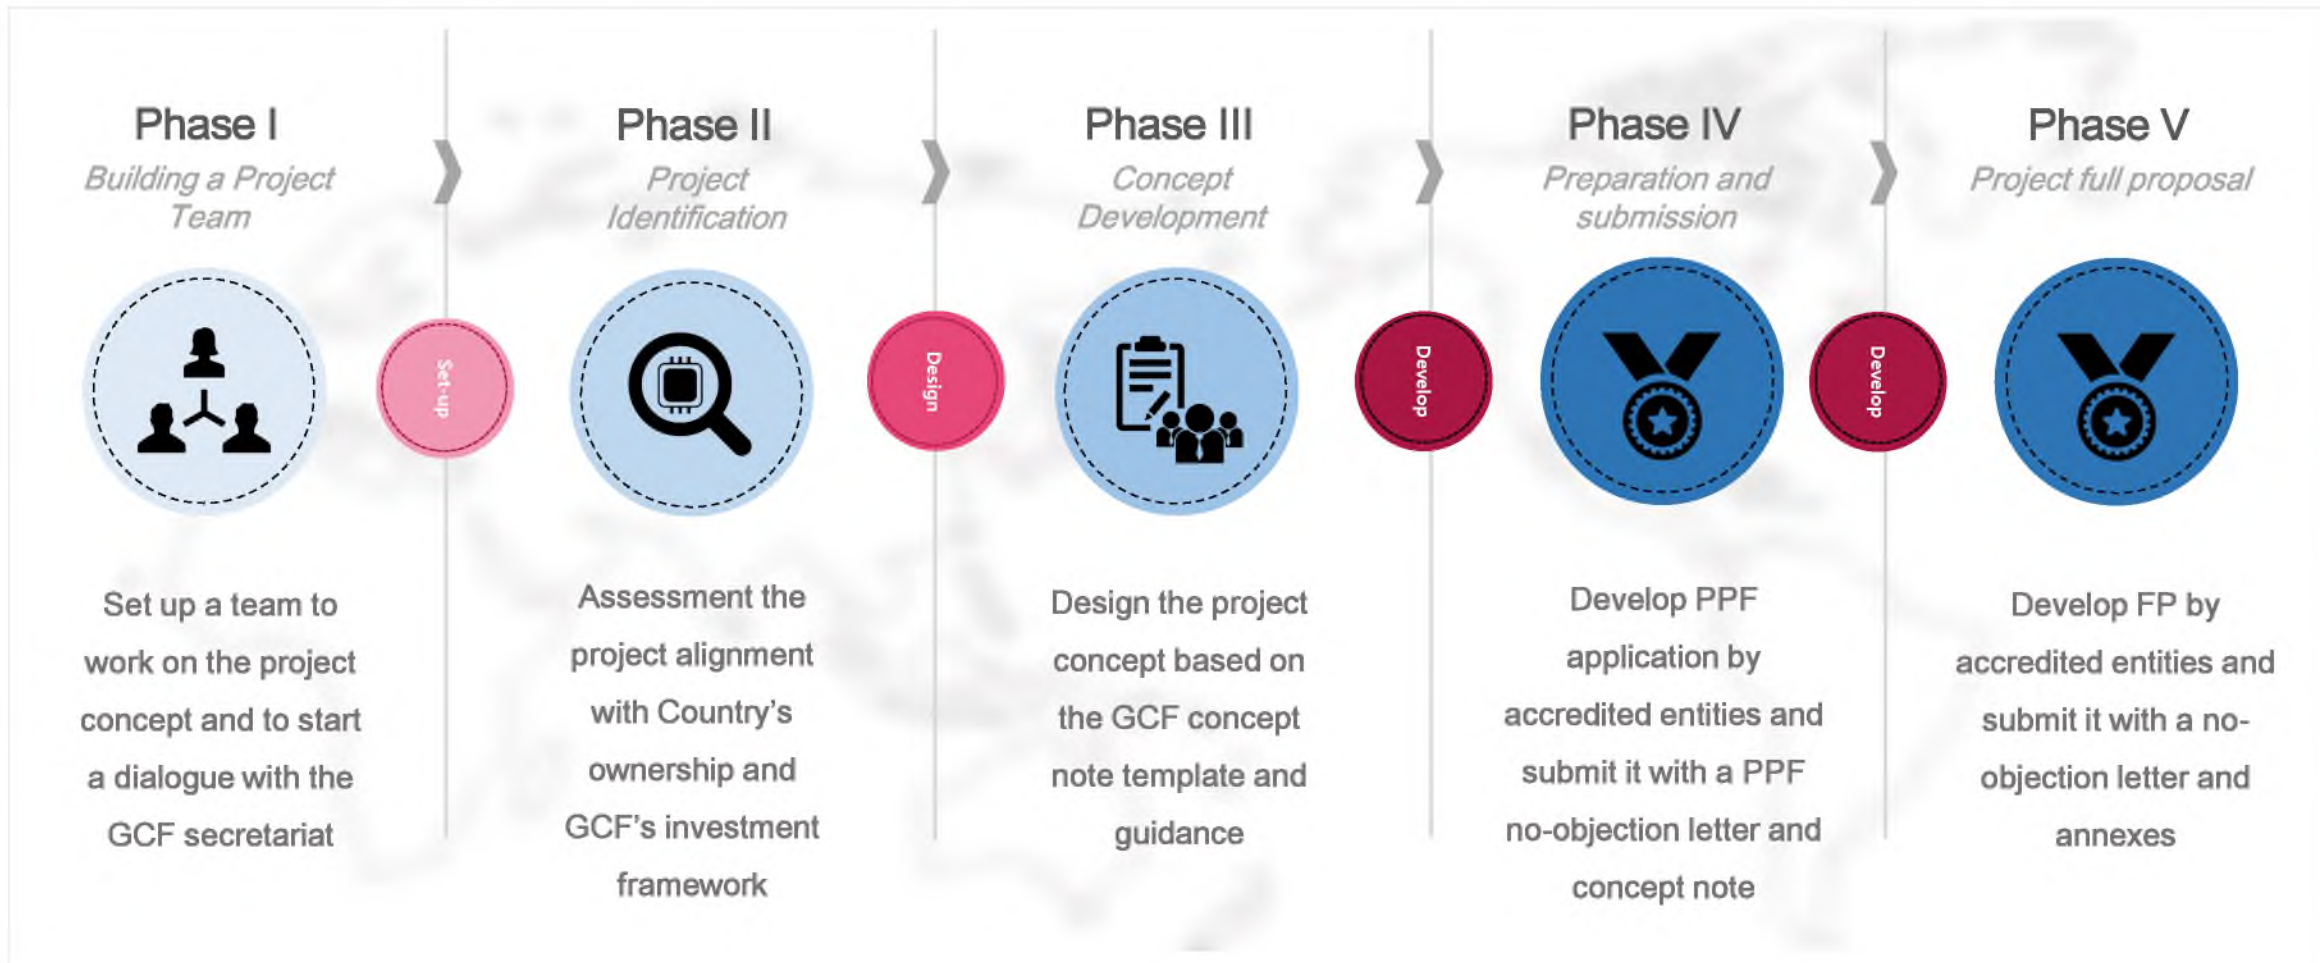 Phase I
Building a Project
Team
Set up a team to
work on the project
concept and to start
a dialogue with the
GCF secretariat
Set-up
Phase II
Project
Identification
Assessment the
project alignment
with Country's
ownership and
GCF's investment
framework
Design
Phase III
Concept
Development
Design the project
concept based on
the GCF concept
note template and
guidance
Develop
Phase IV
Preparation and
submission
Develop PPF
application by
accredited entities and
submit it with a PPF
no-objection letter and
concept note
Develop
Phase V
Project full proposal
Develop FP by
accredited entities and
submit it with a no-
objection letter and
annexes